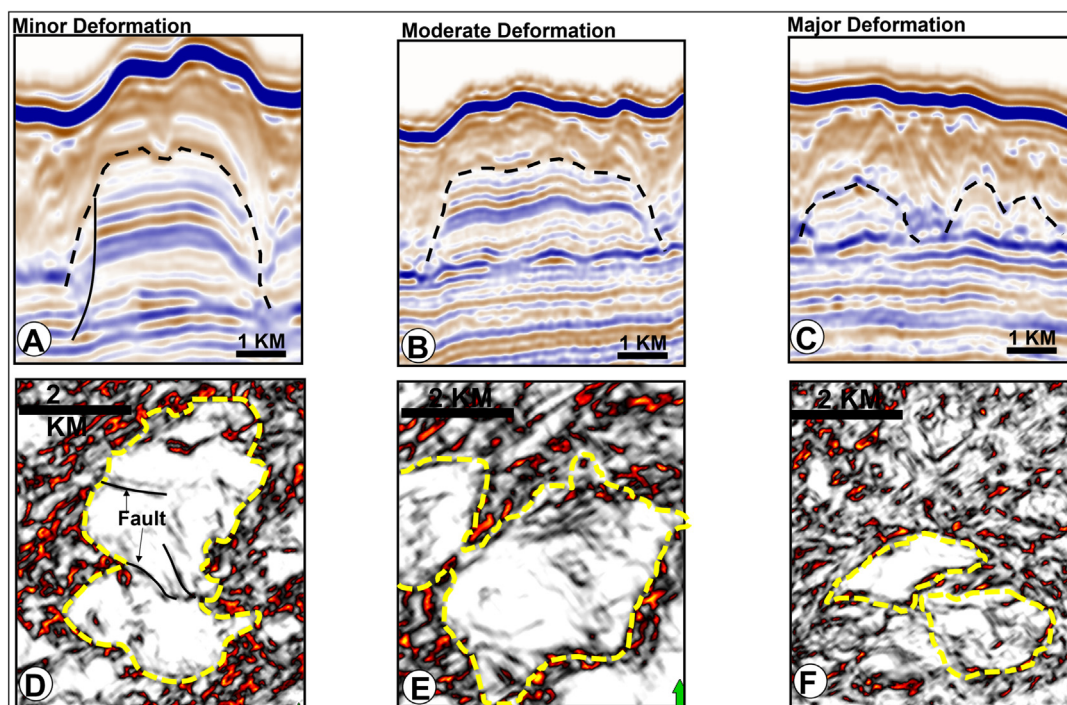 Minor Deformation
Moderate Deformation
Major Deformation
A
1 KM
B
1 KM
C
1 KM
2
KM
Fault
D
2 KM
E
2 KM
F